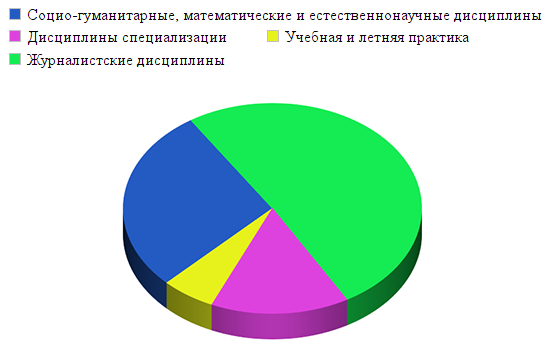 Социо-гуманитарные, математические и естественнонаучные дисциплины
Дисциплины специализации Учебная и летняя практика
Журналистские дисциплины